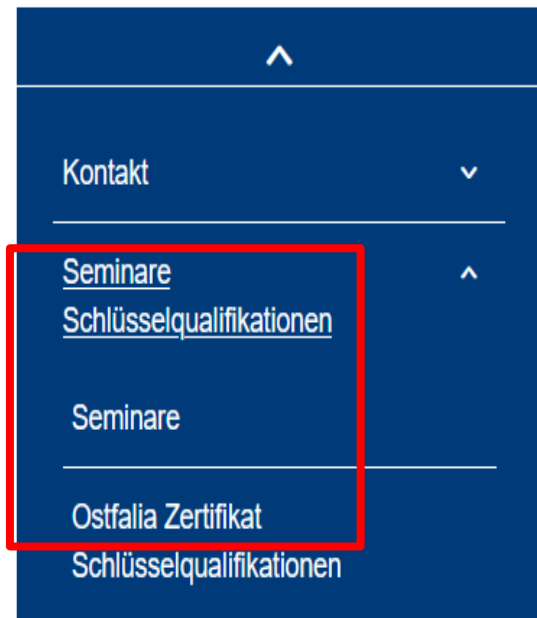 Kontakt
Seminare
Schlüsselqualifikationen
Seminare
Ostfalia Zertifikat
Schlüsselqualifikationen